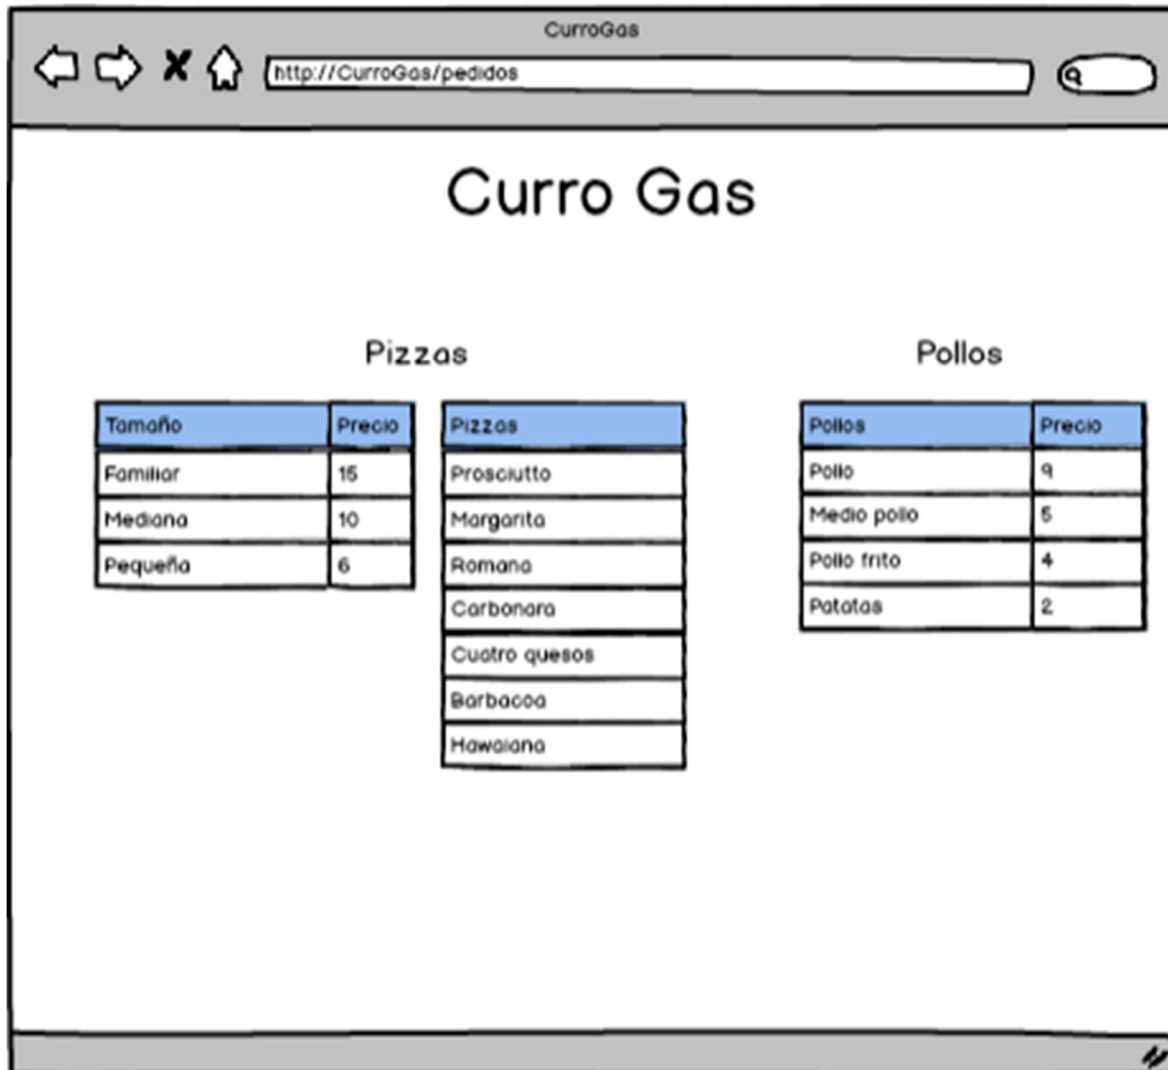 CurroGas
http://CurroGas/pedidos
Curro Gas
Pizzas
Tamaño Precio
Familiar 15
Mediana 10
Pequeña 6
Pizzas
Prosciutto
Margarita
Romana
Carbonara
Cuatro quesos
Barbacoa
Hawaiana
Pollos
Pollos Precio
Pollo 9
Medio pollo 5
Pollo frito 4
Patatas 2